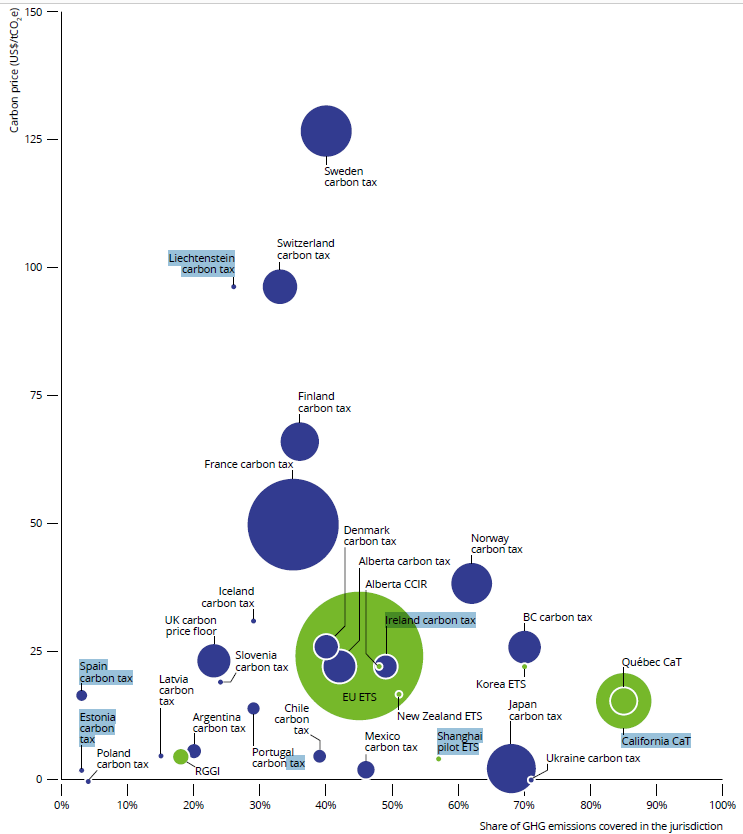 150
Carbon price (US$/tCO2e)
125
Sweden
carbon tax
Switzerland
carbon tax
Liechtenstein
carbon tax
100
75
Finland
carbon tax
France carbon tax
50
Denmark
carbon tax
Norway
carbon tax
Alberta carbon tax
Alberta CCIR
Iceland
carbon tax
UK carbon
price floor
Ireland carbon tax
BC carbon tax
25
Slovenia
carbon tax
Spain
carbon tax
Latvia
carbon
tax
EU ETS
Korea ETS
Québec CaT
New Zealand ETS
Estonia
carbon
tax
Argentina
carbon tax
Chile
carbon
tax
Japan
carbon tax
Mexico
carbon tax
Shanghai
pilot ETS
California CaT
Poland
carbon tax
RGGI
Portugal
carbon tax
Ukraine carbon tax
0
0% 10% 20% 30% 40% 50% 60% 70% 80% 90% 100%
Share of GHG emissions covered in the jurisdiction